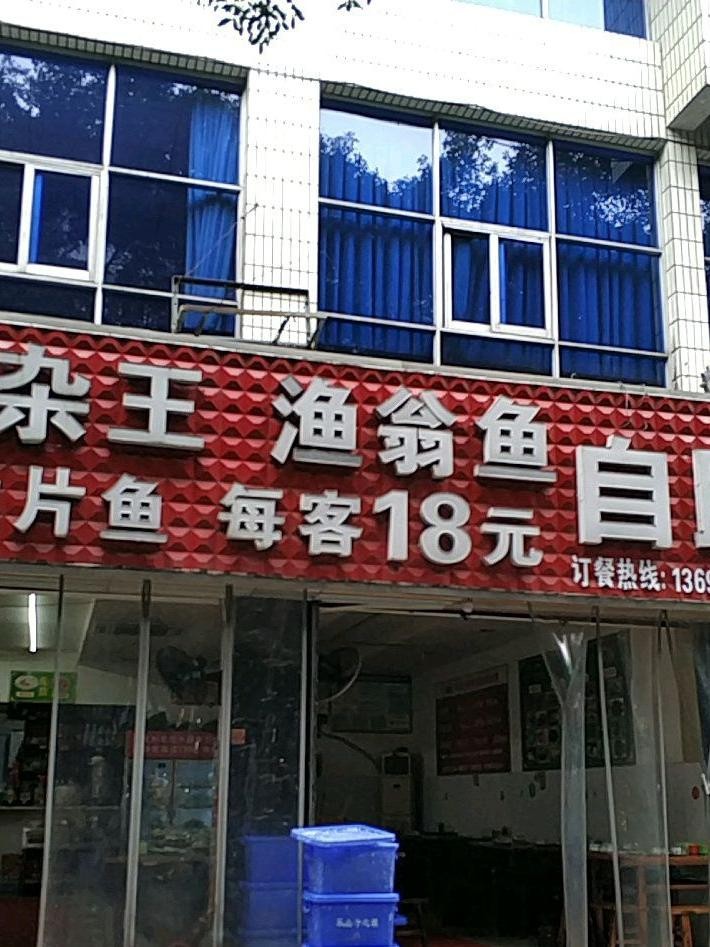 杂王 渔翁鱼
片鱼 每客18元
自
订餐热线:1369